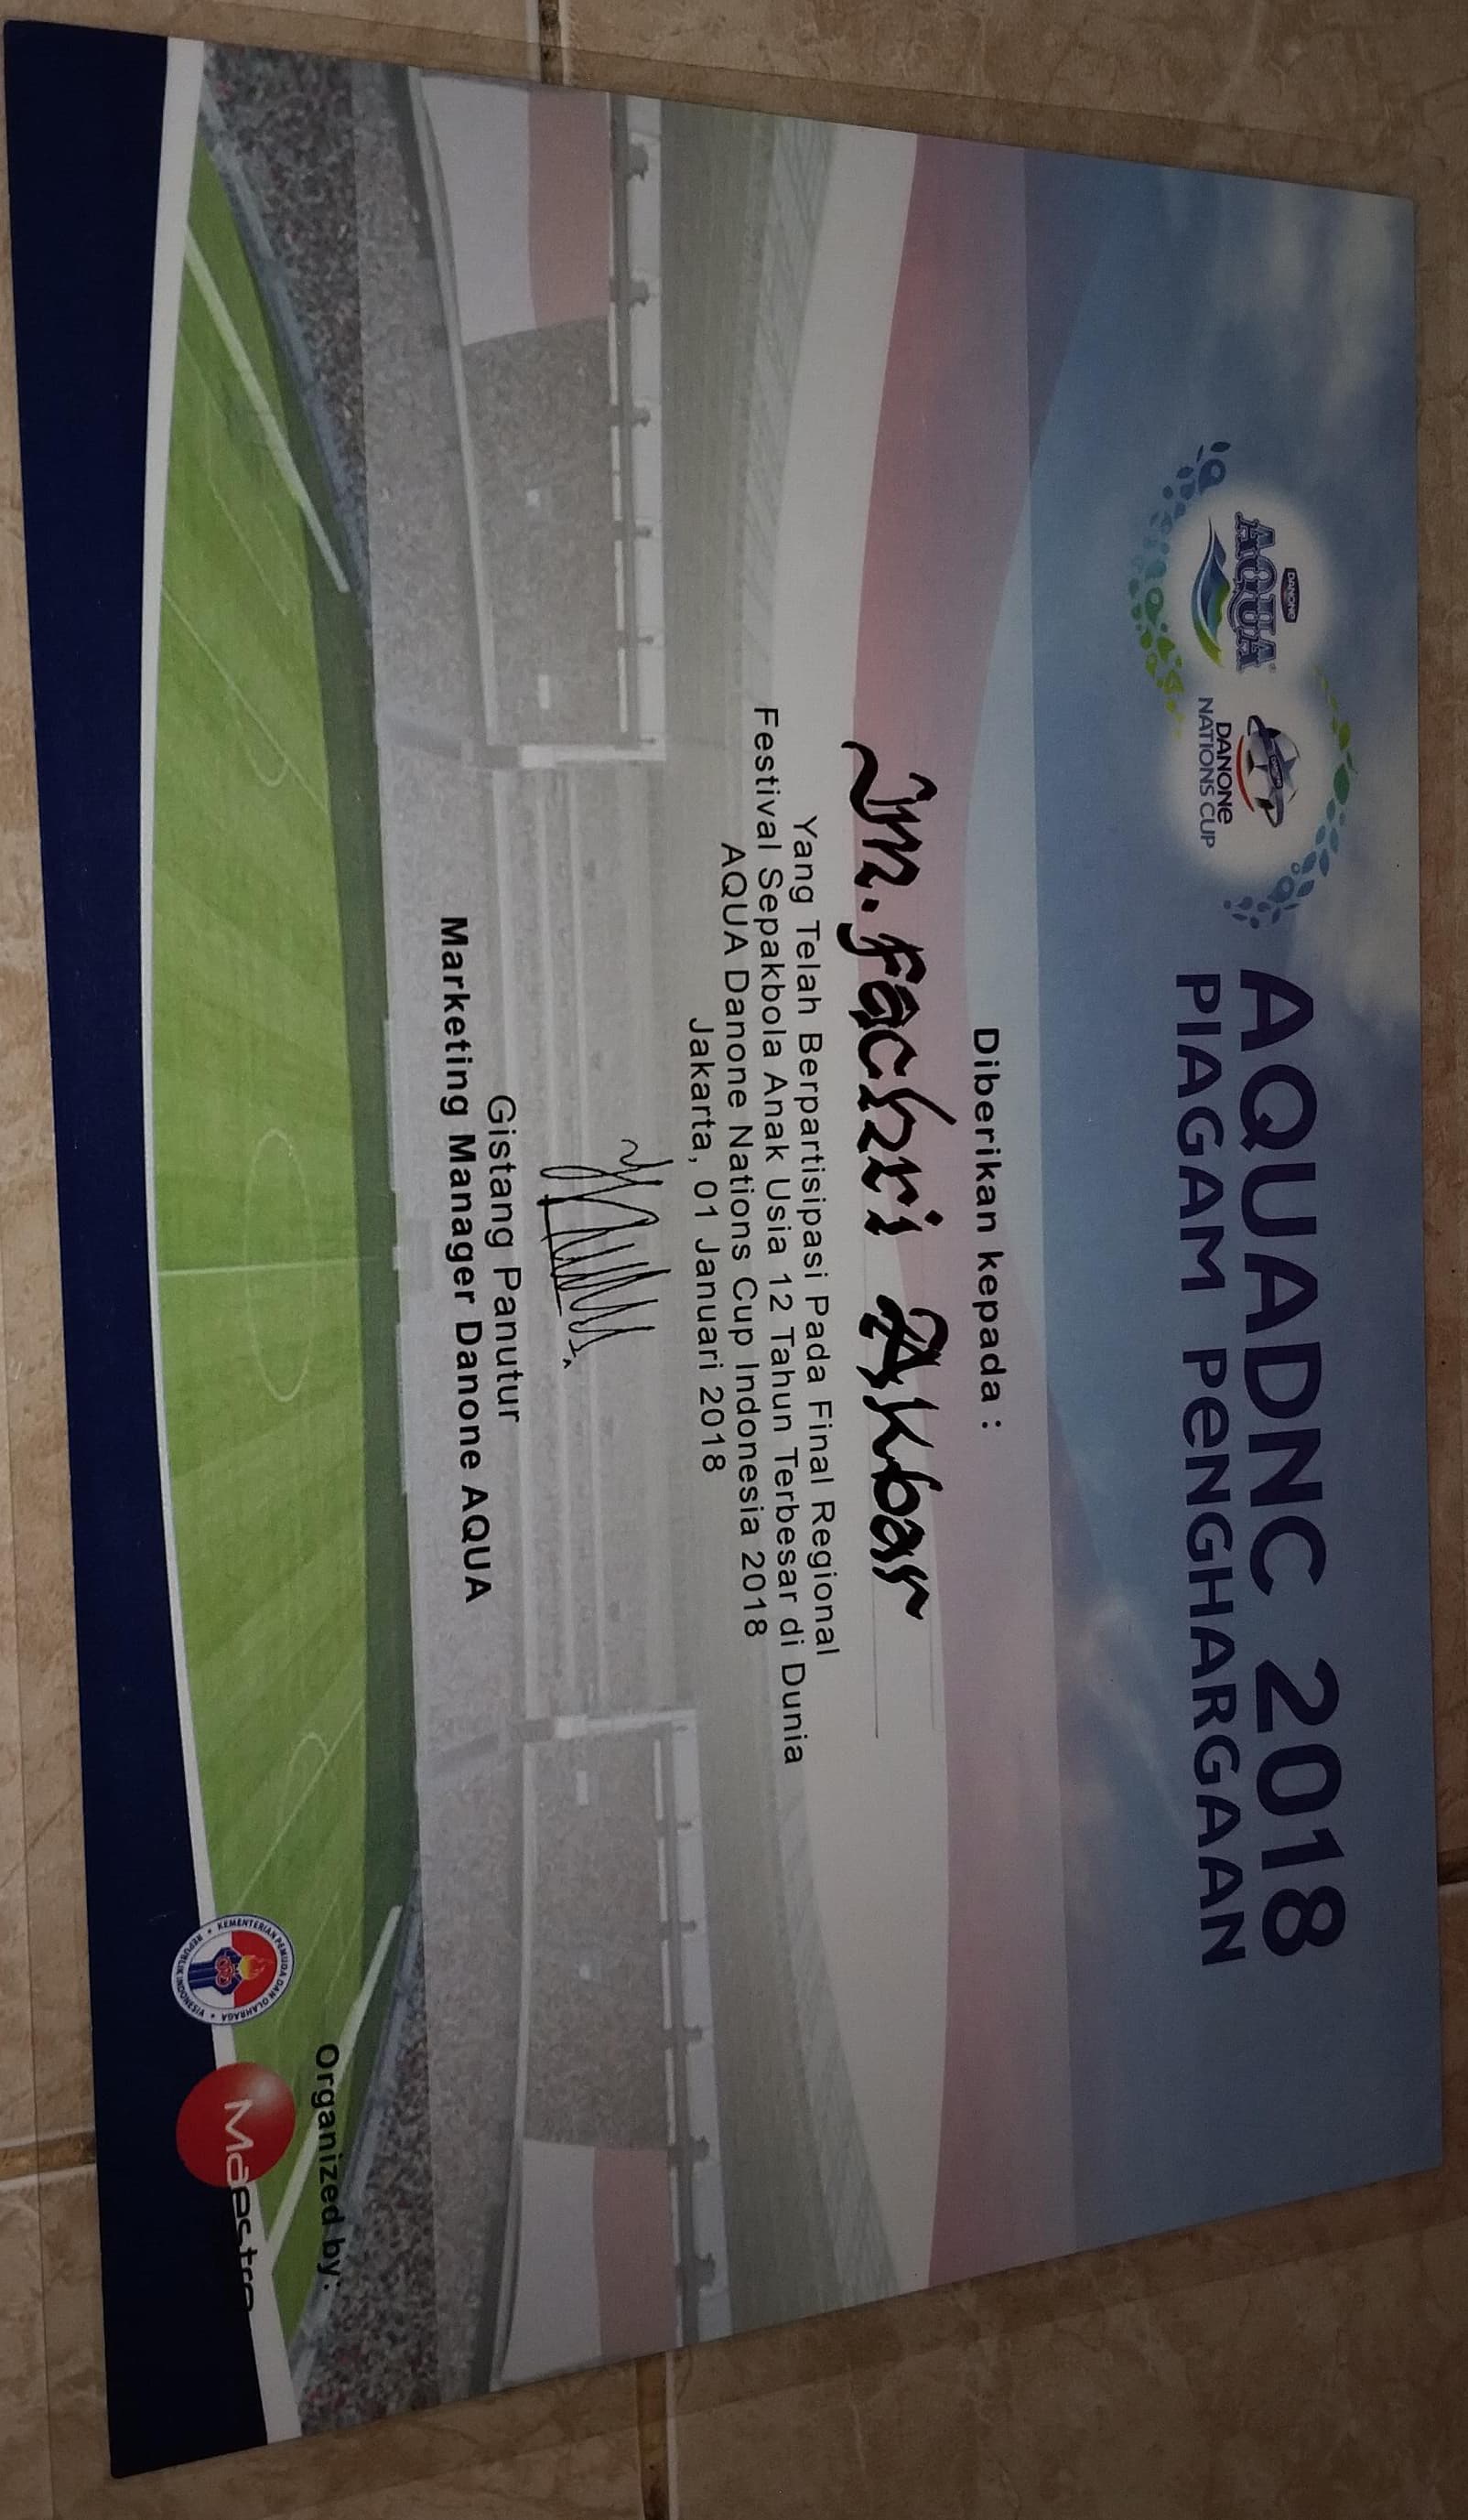 DANONE
AQUA
DANONE
NATIONS CUP
AQUADNC 2018
PIAGAM PENGHARGAAN
Diberikan kepada :
M. Fachri Akbar
Yang Telah Berpartisipasi Pada Final Regional
Festival Sepakbola Anak Usia 12 Tahun Terbesar di Dunia
AQUA Danone Nations Cup Indonesia 2018
Jakarta, 01 Januari 2018
Gistang Panutur
Marketing Manager Danone AQUA
Organized by:
KEMENTERIAN PEMUDA DAN OLAHRAGA
REPUBLIK INDONESIA
Maestro